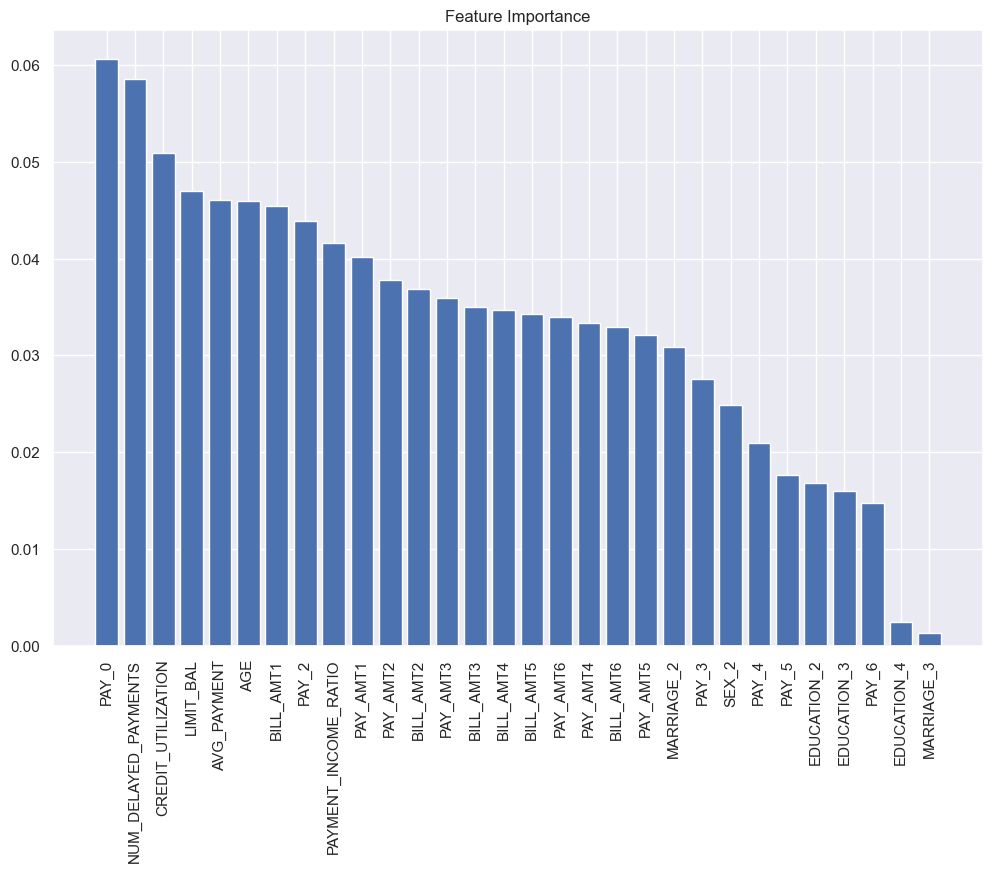 Feature Importance
0.06
0.05
0.04
0.03
0.02
0.01
0.00
PAY_0
NUM_DELAYED_PAYMENTS
CREDIT_UTILIZATION
LIMIT_BAL
AVG_PAYMENT
AGE
BILL_AMT1
PAY_2
PAYMENT_INCOME_RATIO
PAY_AMT1
PAY_AMT2
BILL_AMT2
PAY_AMT3
BILL_AMT3
BILL_AMT4
BILL_AMT5
PAY_AMT6
PAY_AMT4
BILL_AMT6
PAY_AMT5
MARRIAGE_2
PAY_3
SEX_2
PAY_4
PAY_5
EDUCATION_2
EDUCATION_3
PAY_6
EDUCATION_4
MARRIAGE_3